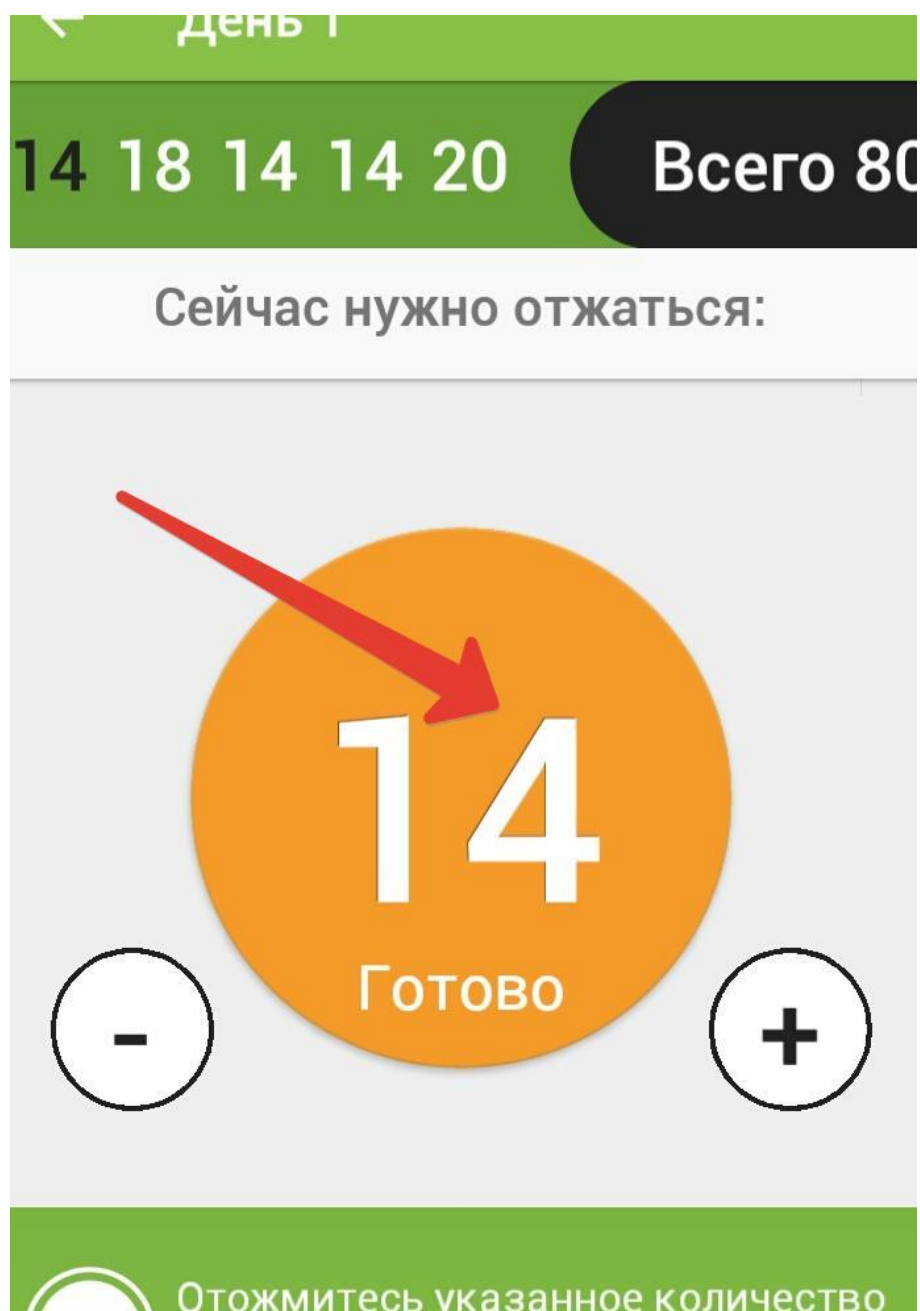 День 1
14 18 14 14 20 Всего 80
Сейчас нужно отжаться:
14
Готово
- +
Отожмитесь указанное количество